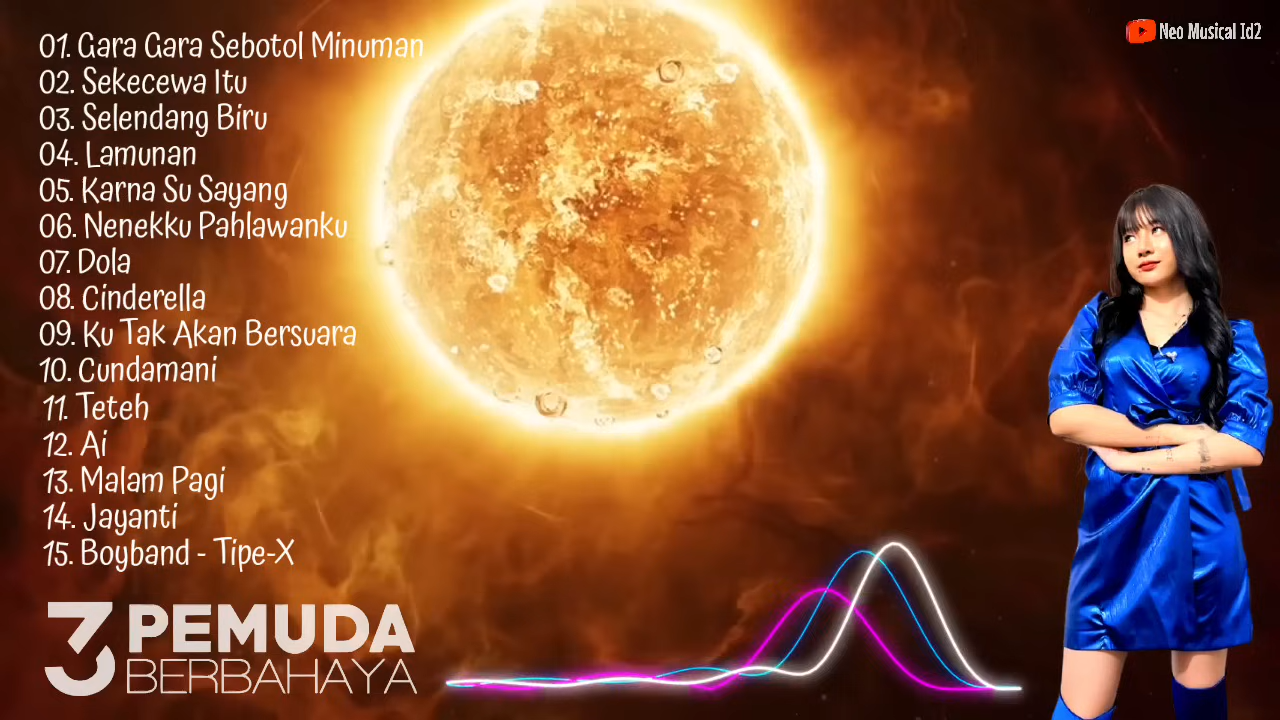 01. Gara Gara Sebotol Minuman
02. Sekecewa Itu
03. Selendang Biru
04. Lamunan
05. Karna Su Sayang
06. Nenekku Pahlawanku
07. Dola
08. Cinderella
09. Ku Tak Akan Bersuara
10. Cundamani
11. Teteh
12. Ai
13. Malam Pagi
14. Jayanti
15. Boyband - Tipe-X
3 PEMUDA
BERBAHAYA
Neo Musical Id2